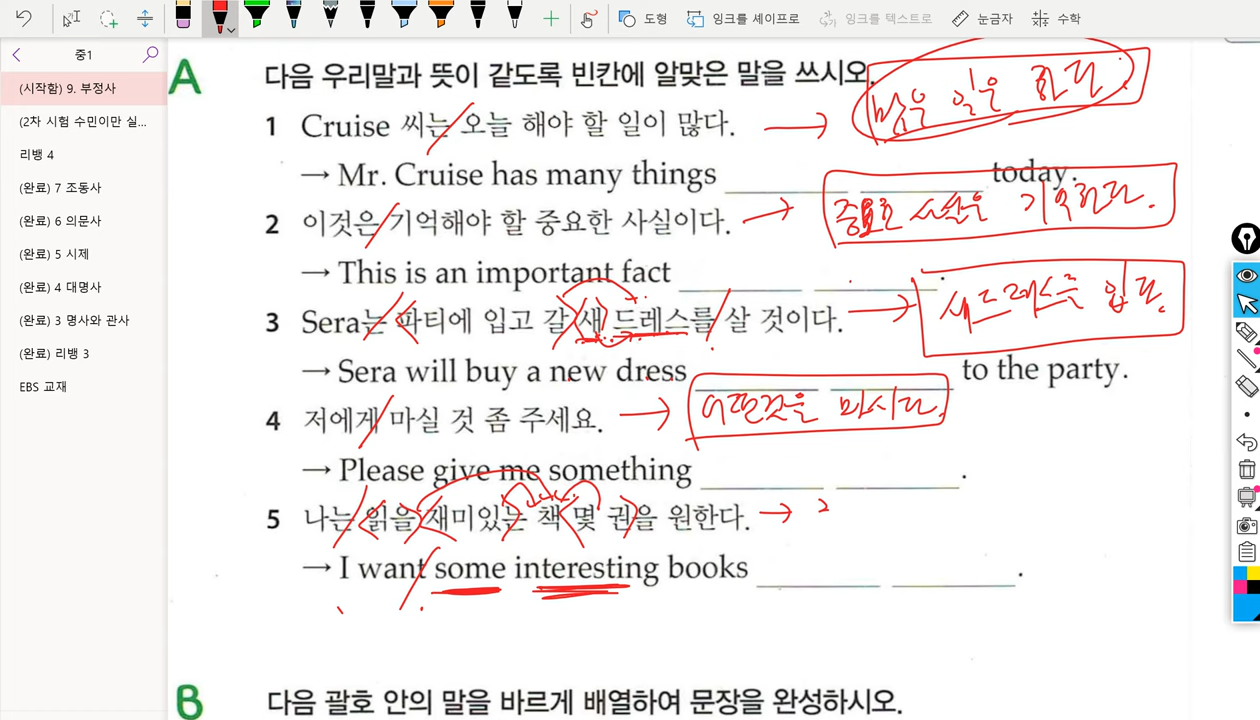 도형
잉크를 셰이프로
잉크를 텍스트로
눈금자
수학
중1
(시작함) 9. 부정사
(2차 시험 수민이만 실...
리뱅 4
(완료) 7 조동사
(완료) 6 의문사
(완료) 5 시제
(완료) 4 대명사
(완료) 3 명사와 관사
(완료) 리뱅 3
EBS 교재
A 다음 우리말과 뜻이 같도록 빈칸에 알맞은 말을 쓰시오.
많은 일을 한다.
1 Cruise 씨는 오늘 해야 할 일이 많다.
→ Mr. Cruise has many things today.
중요한 사실을 기억한다.
2 이것은 기억해야 할 중요한 사실이다.
→ This is an important fact .
새드레스를 입다.
3 Sera는 파티에 입고 갈 새 드레스를 살 것이다.
→ Sera will buy a new dress to the party.
어떤것을 마시다.
4 저에게 마실 것 좀 주세요.
→ Please give me something .
5 나는 읽을 재미있는 책 몇 권을 원한다.
→ I want some interesting books .
B 다음 괄호 안의 말을 바르게 배열하여 문장을 완성하시오.